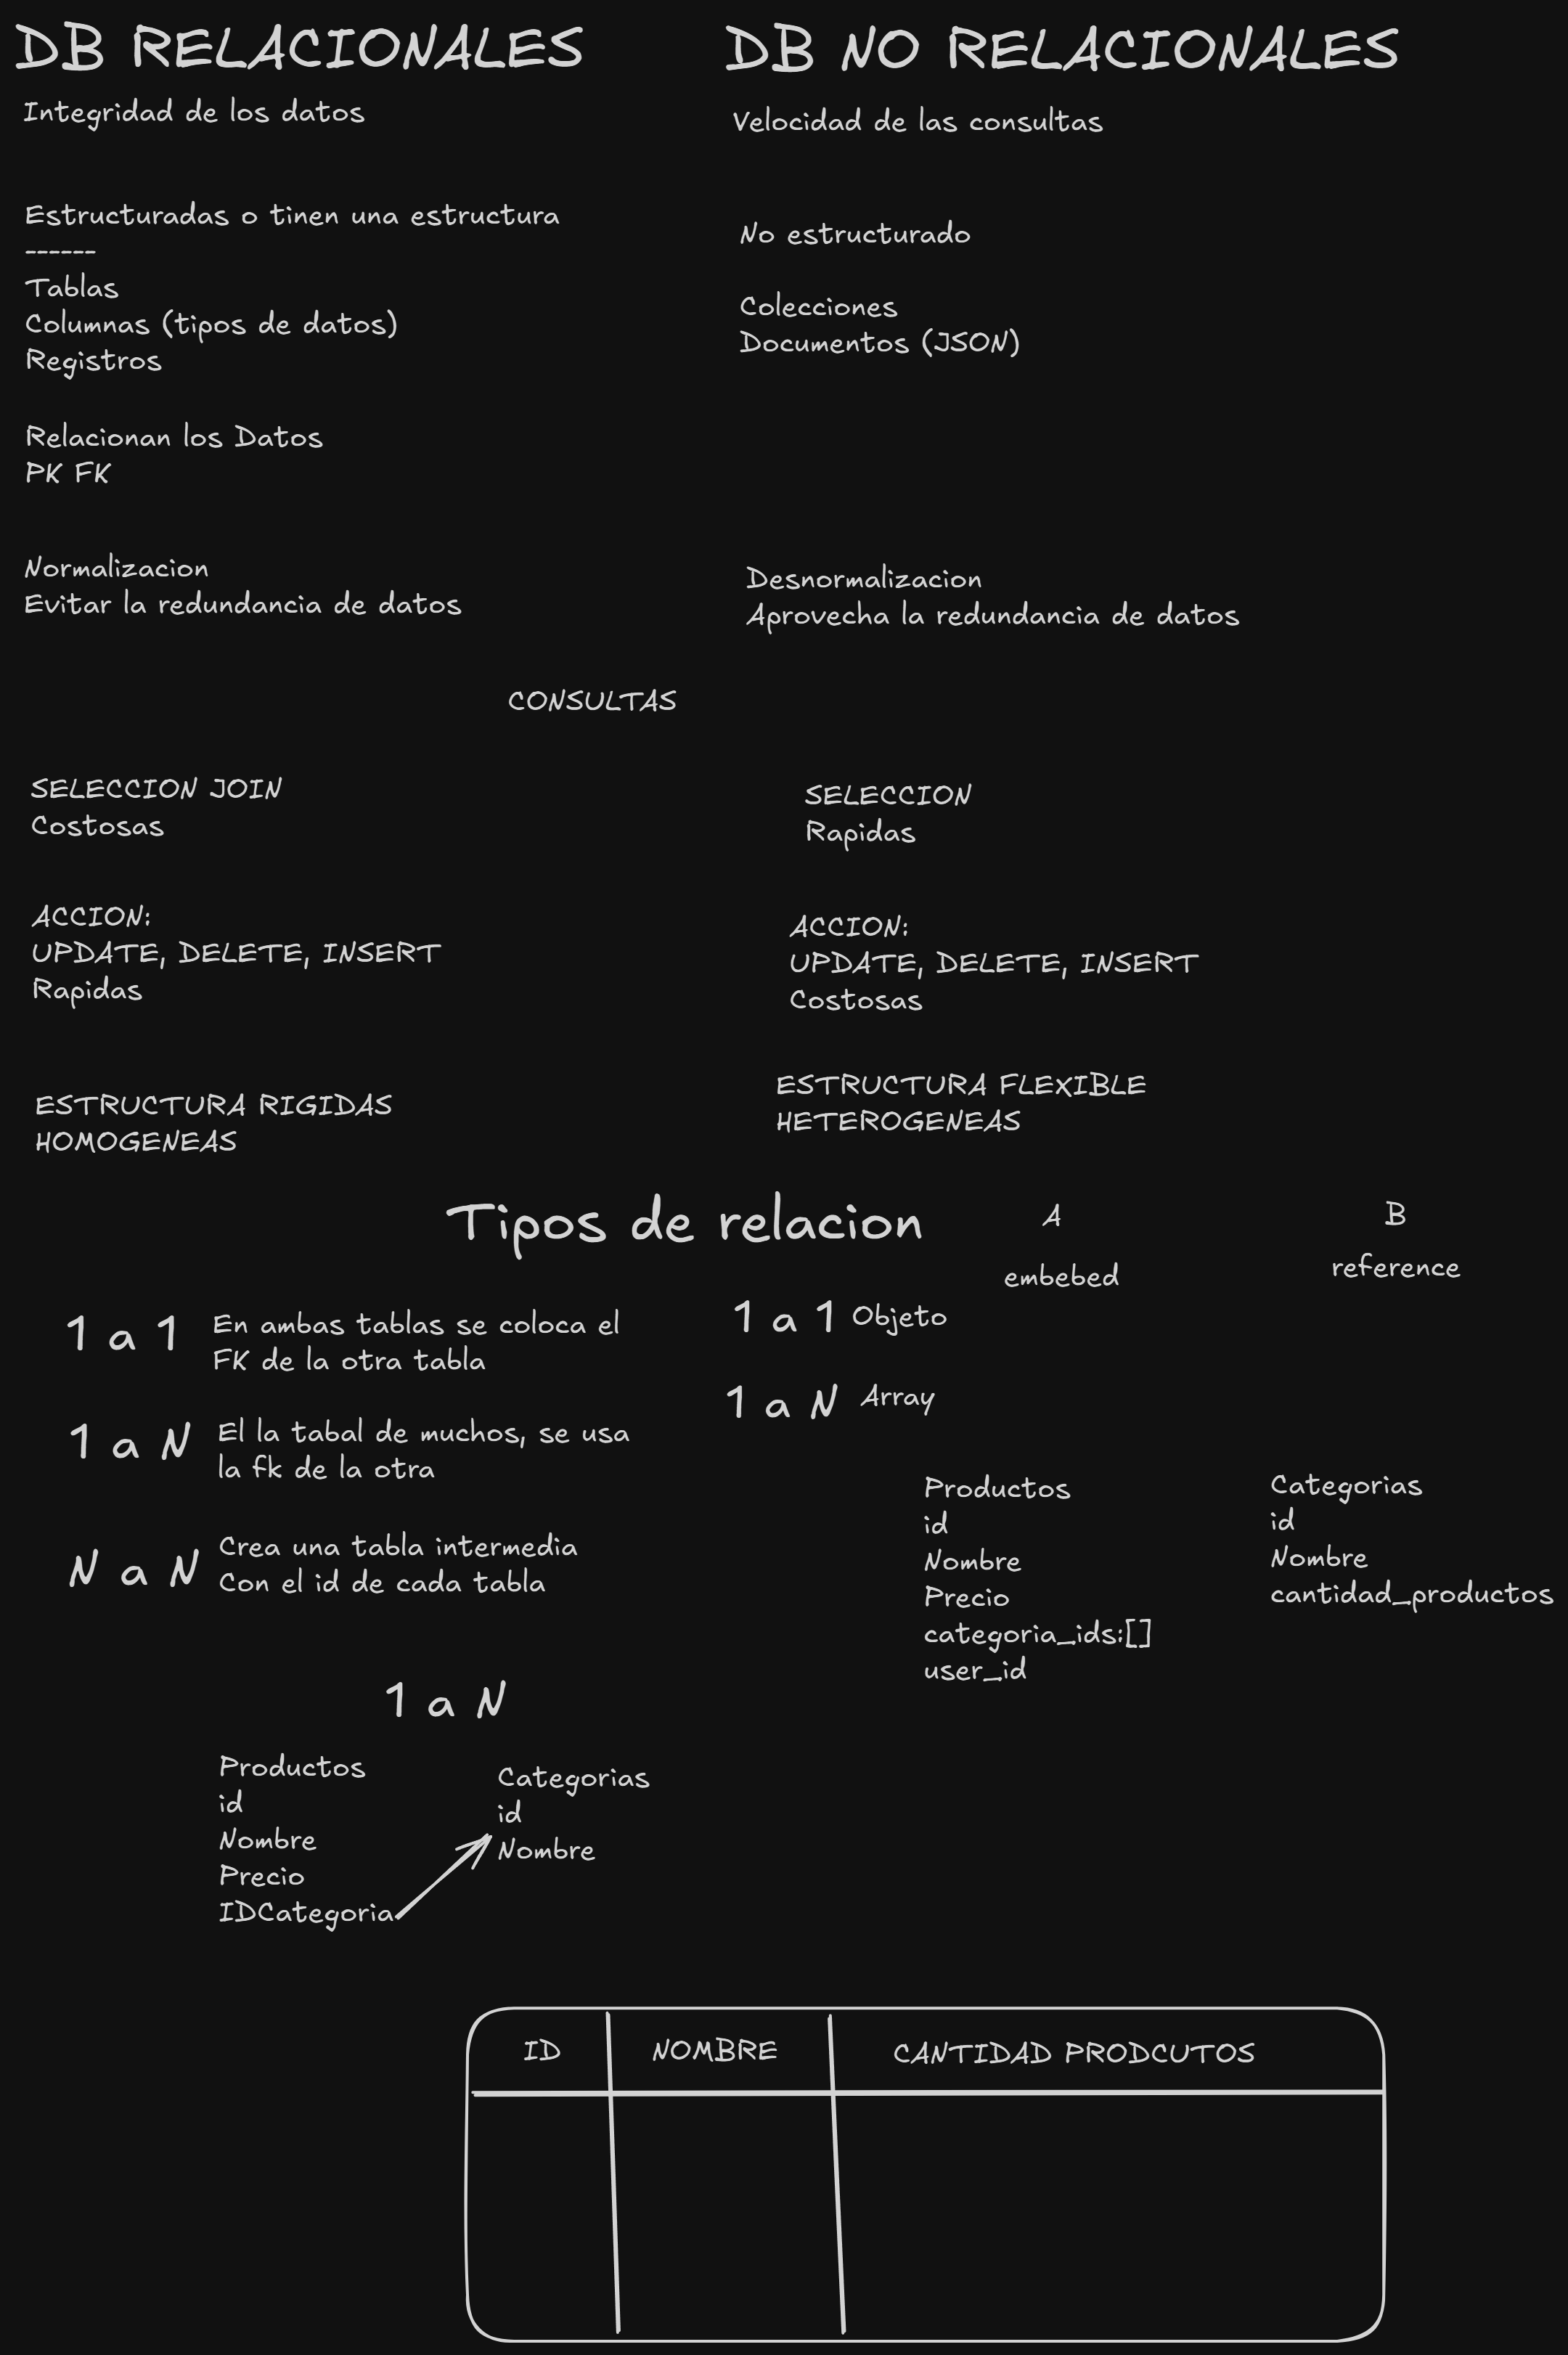 DB RELACIONALES
Integridad de los datos
Estructuradas o tinen una estructura
------
Tablas
Columnas (tipos de datos)
Registros
Relacionan los Datos
PK FK
Normalizacion
Evitar la redundancia de datos
DB NO RELACIONALES
Velocidad de las consultas
No estructurado
Colecciones
Documentos (JSON)
Desnormalizacion
Aprovecha la redundancia de datos
CONSULTAS
SELECCION JOIN
Costosas
ACCION:
UPDATE, DELETE, INSERT
Rapidas
ESTRUCTURA RIGIDAS
HOMOGENEAS
SELECCION
Rapidas
ACCION:
UPDATE, DELETE, INSERT
Costosas
ESTRUCTURA FLEXIBLE
HETEROGENEAS
Tipos de relacion
1 a 1
En ambas tablas se coloca el
FK de la otra tabla
1 a N
El la tabal de muchos, se usa
la fk de la otra
N a N
Crea una tabla intermedia
Con el id de cada tabla
A
embebed
B
reference
1 a 1
Objeto
1 a N
Array
Productos
id
Nombre
Precio
categoria_ids:[]
user_id
Categorias
id
Nombre
cantidad_productos
1 a N
Productos
id
Nombre
Precio
IDCategoria
Categorias
id
Nombre
ID
NOMBRE
CANTIDAD PRODCUTOS